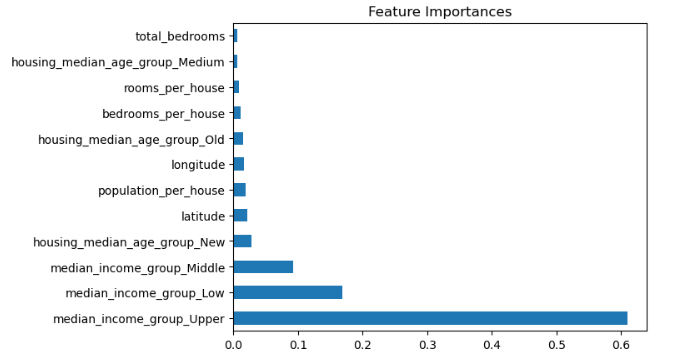 Feature Importances
total_bedrooms
housing_median_age_group_Medium
rooms_per_house
bedrooms_per_house
housing_median_age_group_Old
longitude
population_per_house
latitude
housing_median_age_group_New
median_income_group_Middle
median_income_group_Low
median_income_group_Upper
0.0 0.1 0.2 0.3 0.4 0.5 0.6